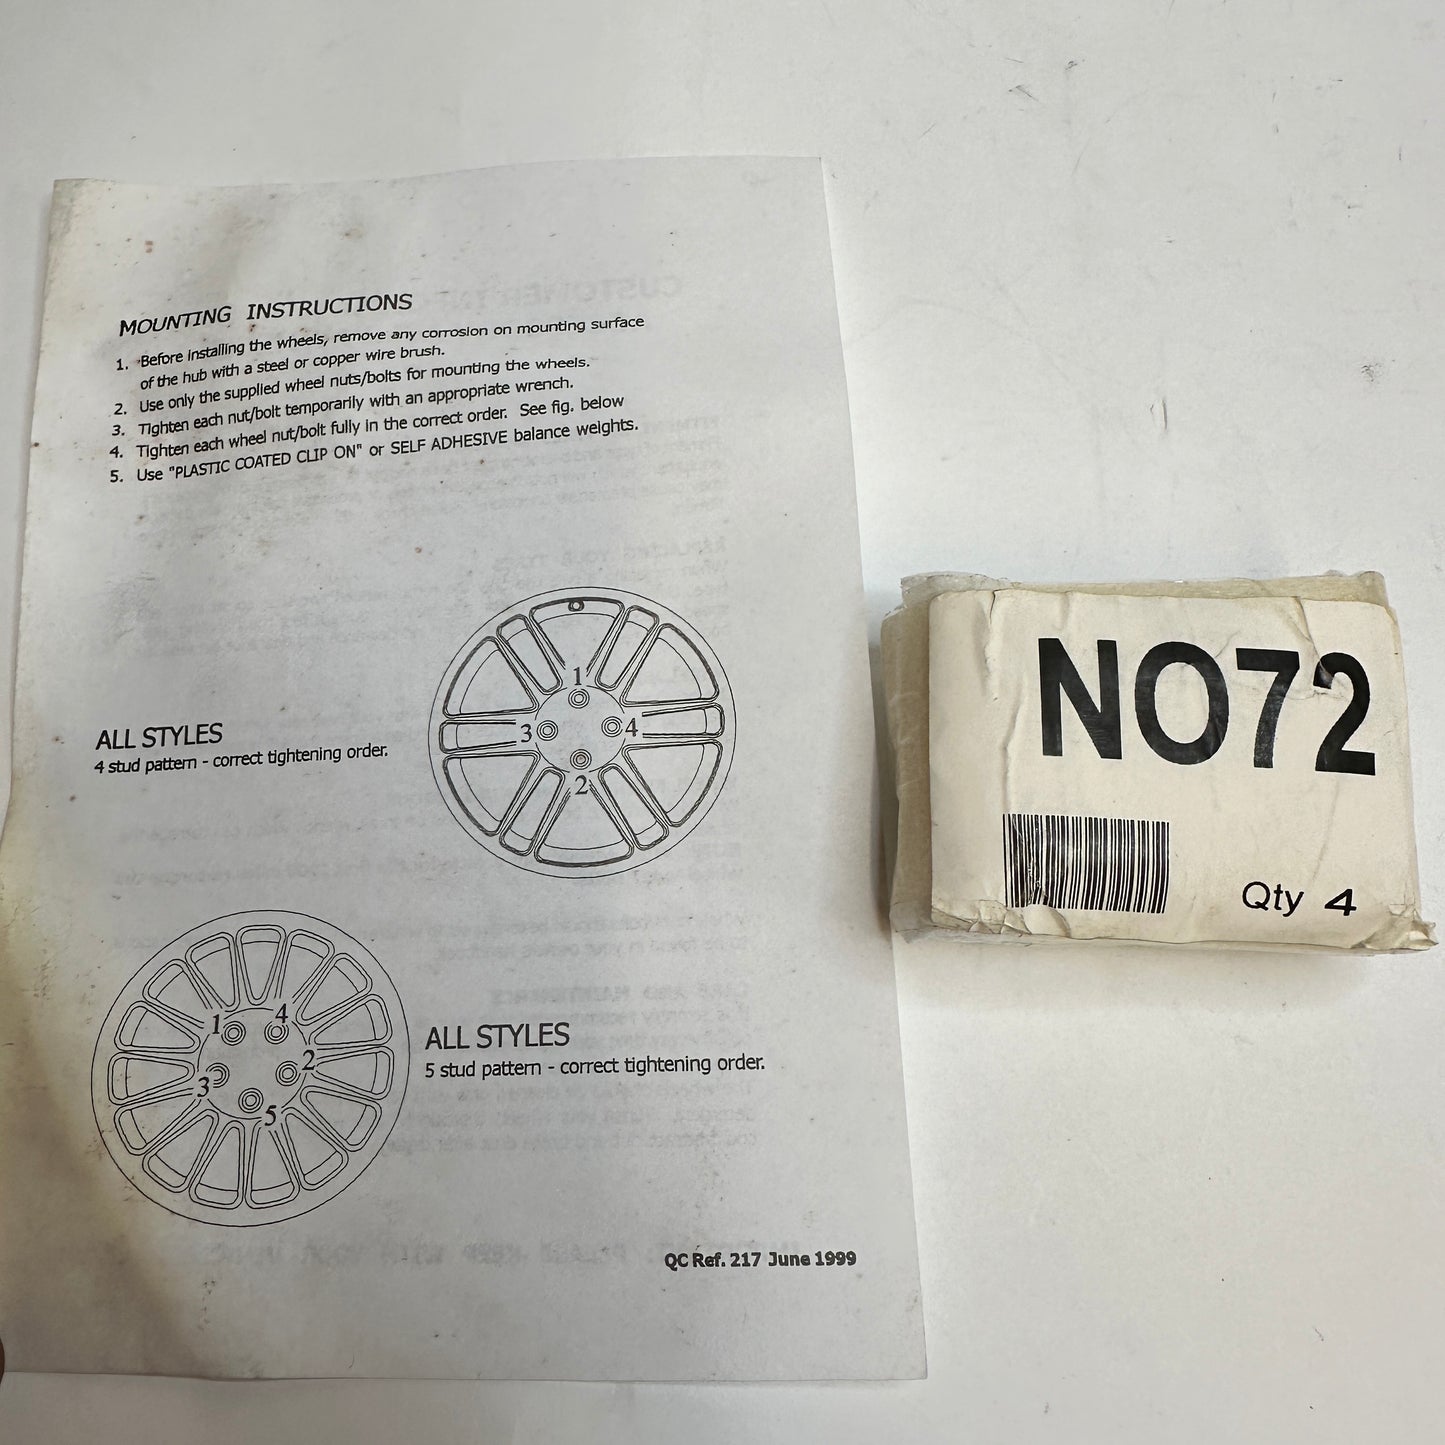 MOUNTING INSTRUCTIONS
1. Before installing the wheels, remove any corrosion on mounting surface
of the hub with a steel or copper wire brush.
2. Use only the supplied wheel nuts/bolts for mounting the wheels.
3. Tighten each nut/bolt temporarily with an appropriate wrench.
4. Tighten each wheel nut/bolt fully in the correct order. See fig. below
5. Use "PLASTIC COATED CLIP ON" or SELF ADHESIVE balance weights.
ALL STYLES
4 stud pattern - correct tightening order.
1
3
4
2
1
4
2
3
5
ALL STYLES
5 stud pattern - correct tightening order.
QC Ref. 217 June 1999
NO72
Qty 4